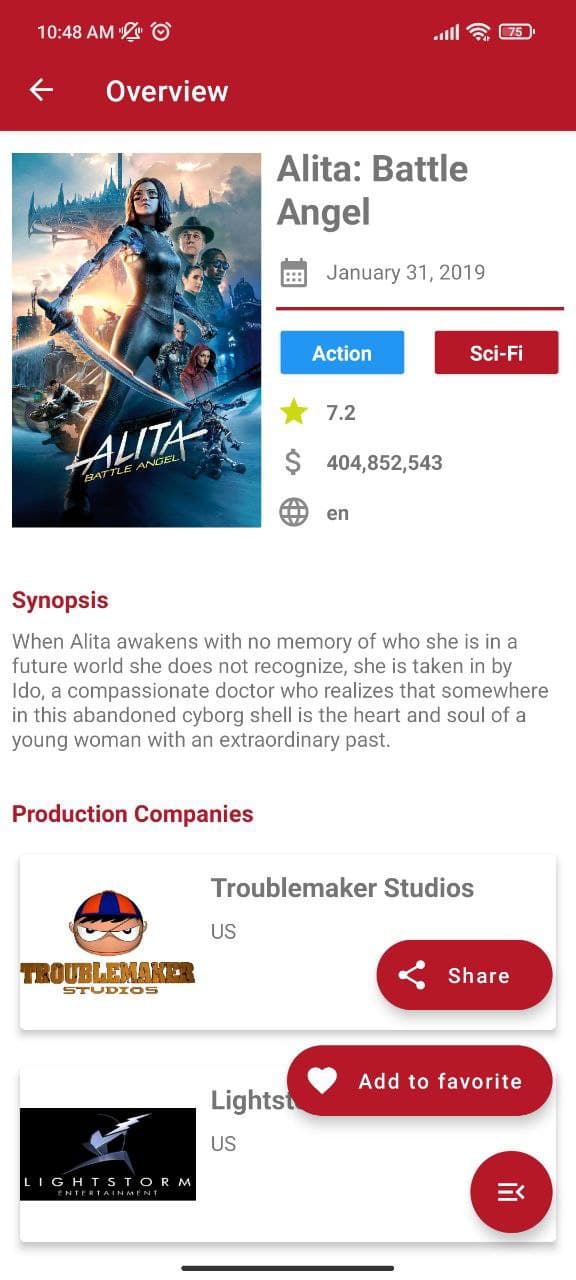 10:48 AM
75
Overview
Alita: Battle
Angel
January 31, 2019
Action
Sci-Fi
7.2
404,852,543
en
ALITA
BATTLE ANGEL
Synopsis
When Alita awakens with no memory of who she is in a
future world she does not recognize, she is taken in by
Ido, a compassionate doctor who realizes that somewhere
in this abandoned cyborg shell is the heart and soul of a
young woman with an extraordinary past.
Production Companies
Troublemaker Studios
US
TROUBLEMAKER
STUDIOS
Share
Add to favorite
Lightst
US
LIGHTSTORM
ENTERTAINMENT